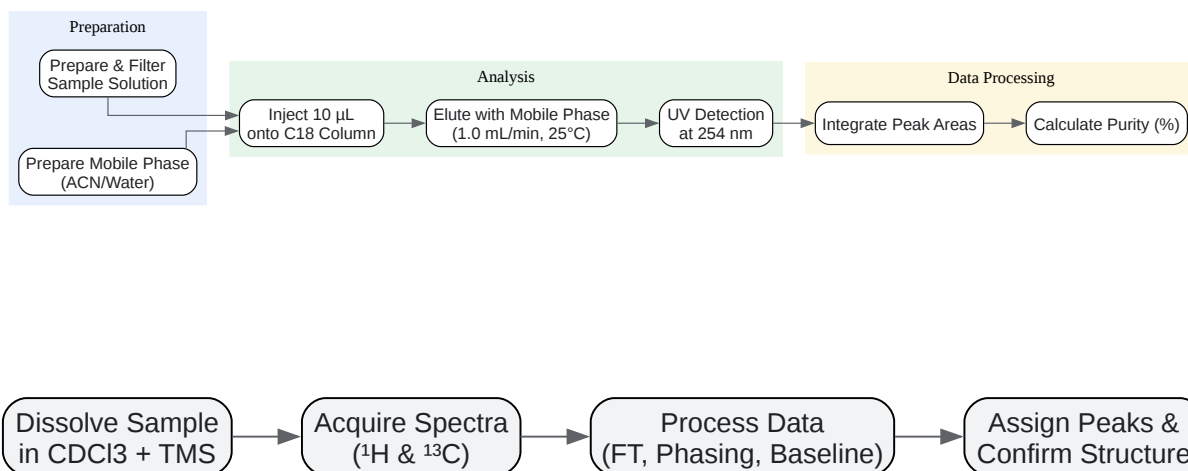 Preparation
Prepare & Filter
Sample Solution
Prepare Mobile Phase
(ACN/Water)
Analysis
Inject 10 µL
onto C18 Column
Elute with Mobile Phase
(1.0 mL/min, 25°C)
UV Detection
at 254 nm
Data Processing
Integrate Peak Areas
Calculate Purity (%)
Dissolve Sample
in CDCl3 + TMS
Acquire Spectra
(¹H & ¹³C)
Process Data
(FT, Phasing, Baseline)
Assign Peaks &
Confirm Structure